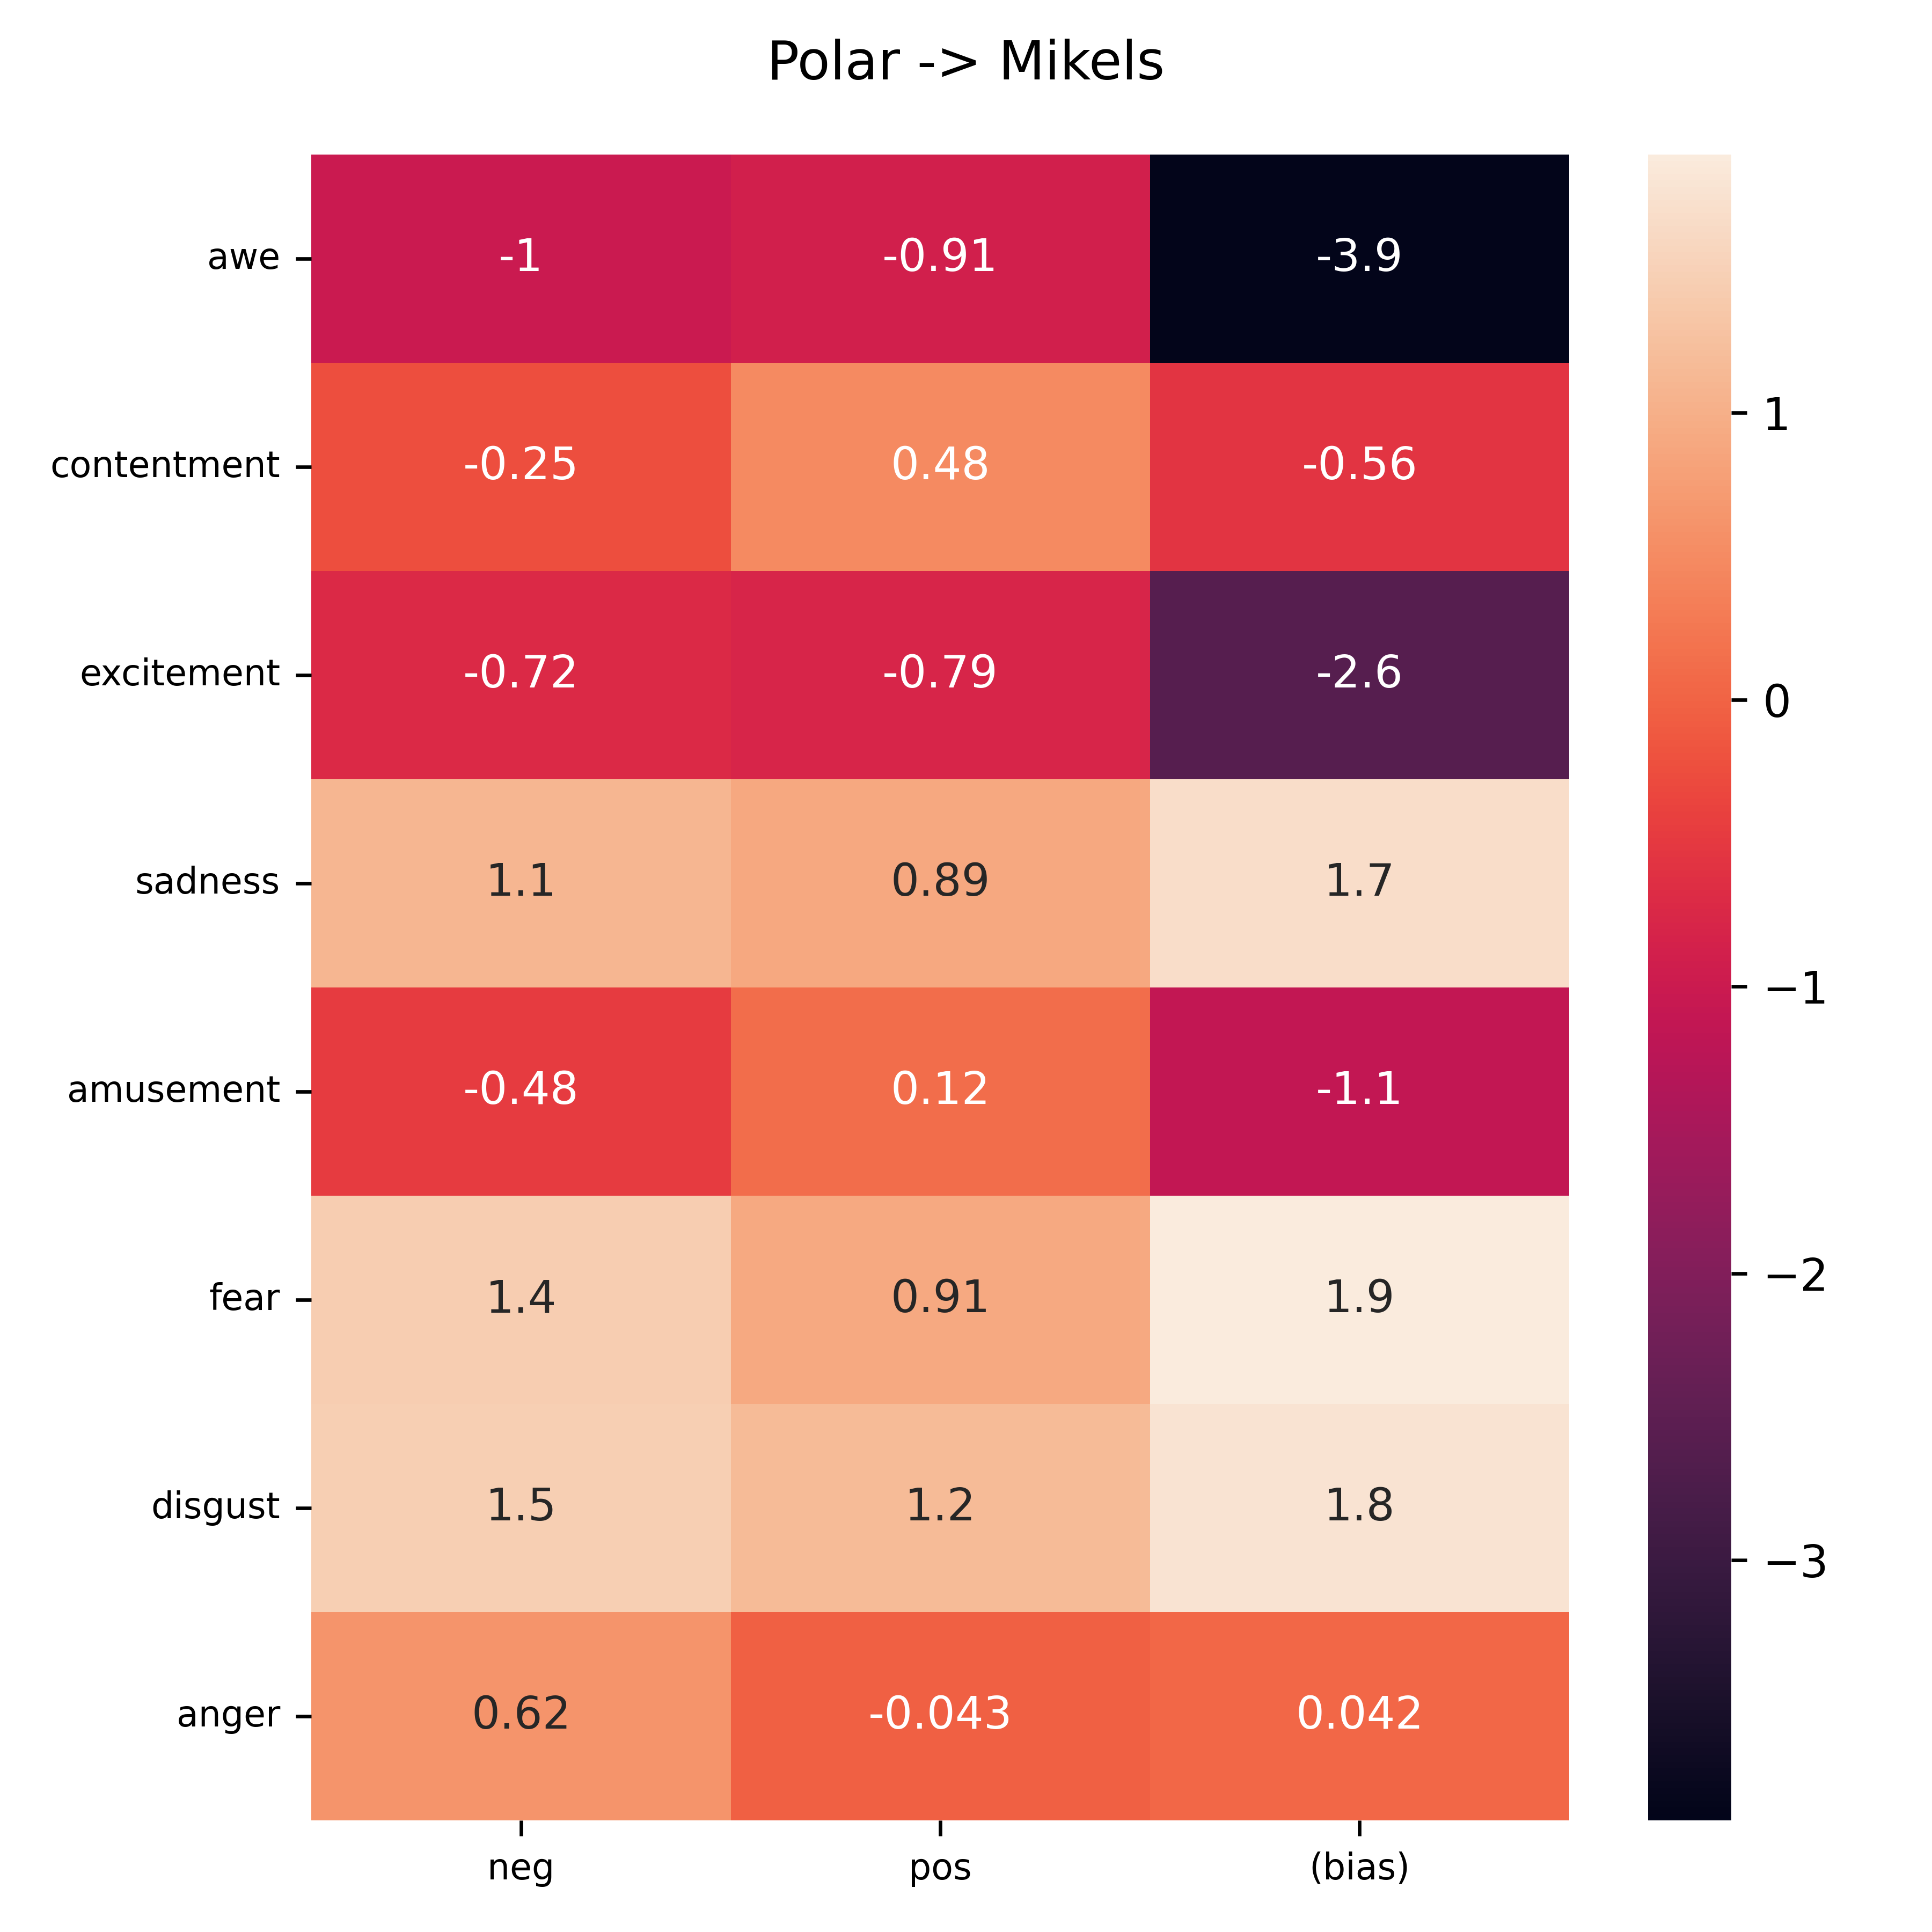 Polar -> Mikels
awe -1 -0.91 -3.9
contentment -0.25 0.48 -0.56
excitement -0.72 -0.79 -2.6
sadness 1.1 0.89 1.7
amusement -0.48 0.12 -1.1
fear 1.4 0.91 1.9
disgust 1.5 1.2 1.8
anger 0.62 -0.043 0.042
neg pos (bias)
1
0
−1
−2
−3